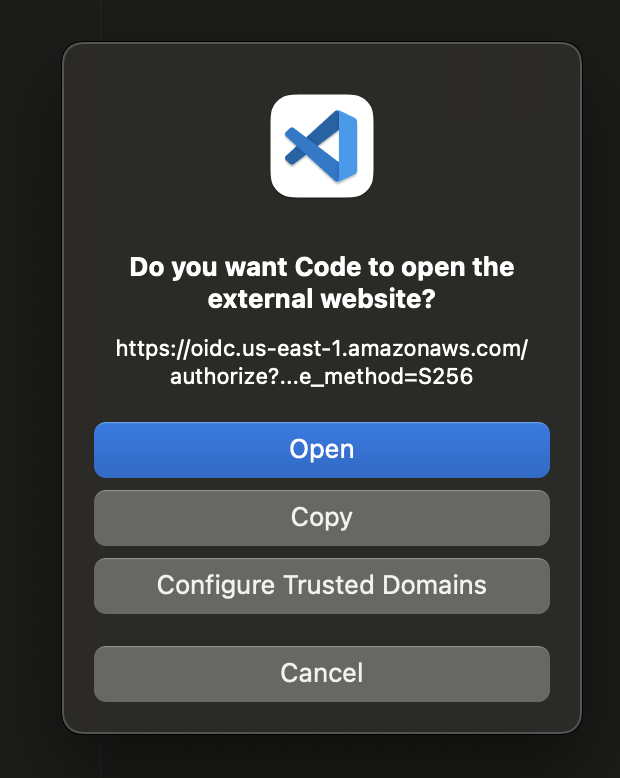 Do you want Code to open the
external website?
https://oidc.us-east-1.amazonaws.com/
authorize?...e_method=S256
Open
Copy
Configure Trusted Domains
Cancel